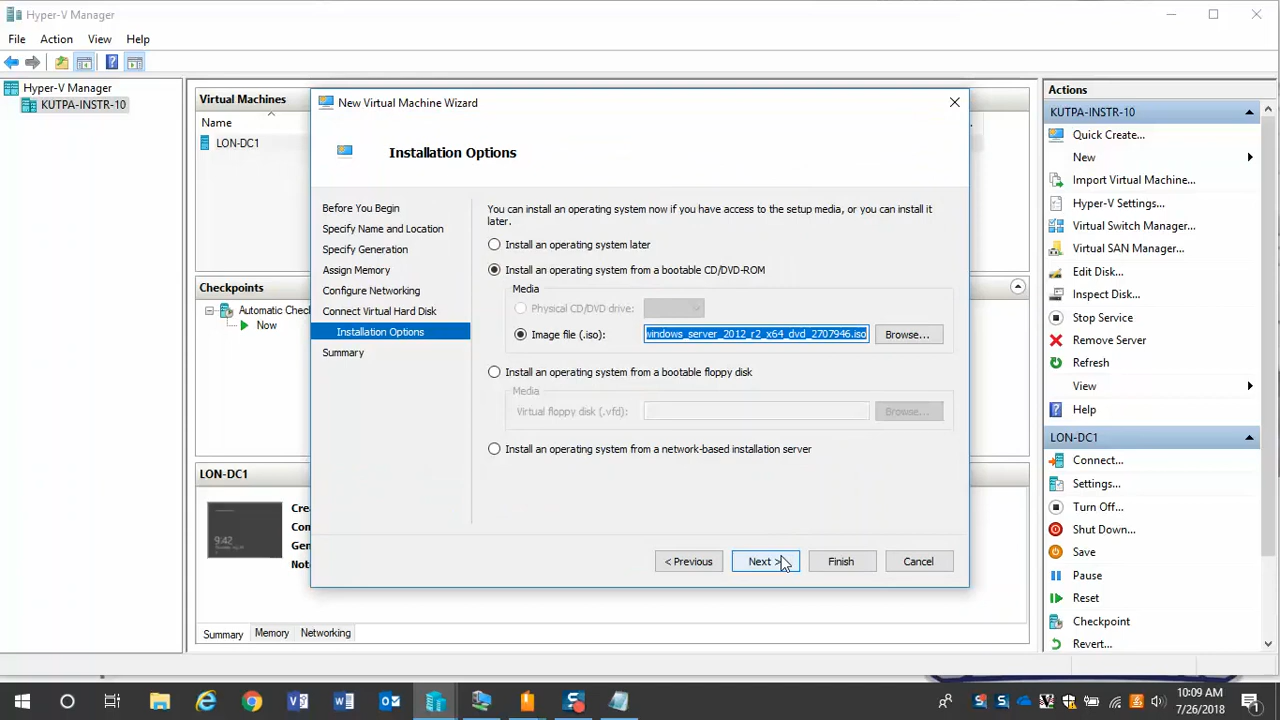 Hyper-V Manager
File Action View Help
Hyper-V Manager
KUTPA-INSTR-10
Virtual Machines
Name
LON-DC1
Checkpoints
Automatic Chec
Now
LON-DC1
9:42
Crea
Con
Gen
Note
Summary Memory Networking
New Virtual Machine Wizard
Installation Options
Before You Begin
Specify Name and Location
Specify Generation
Assign Memory
Configure Networking
Connect Virtual Hard Disk
Installation Options
Summary
You can install an operating system now if you have access to the setup media, or you can install it
later.
Install an operating system later
Install an operating system from a bootable CD/DVD-ROM
Media
Physical CD/DVD drive:
Image file (.iso): windows_server_2012_r2_x64_dvd_2707946.iso Browse...
Install an operating system from a bootable floppy disk
Media
Virtual floppy disk (.vfd): Browse...
Install an operating system from a network-based installation server
< Previous Next > Finish Cancel
Actions
KUTPA-INSTR-10
Quick Create...
New
Import Virtual Machine...
Hyper-V Settings...
Virtual Switch Manager...
Virtual SAN Manager...
Edit Disk...
Inspect Disk...
Stop Service
Remove Server
Refresh
View
Help
LON-DC1
Connect...
Settings...
Turn Off...
Shut Down...
Save
Pause
Reset
Checkpoint
Revert...
10:09 AM
7/26/2018